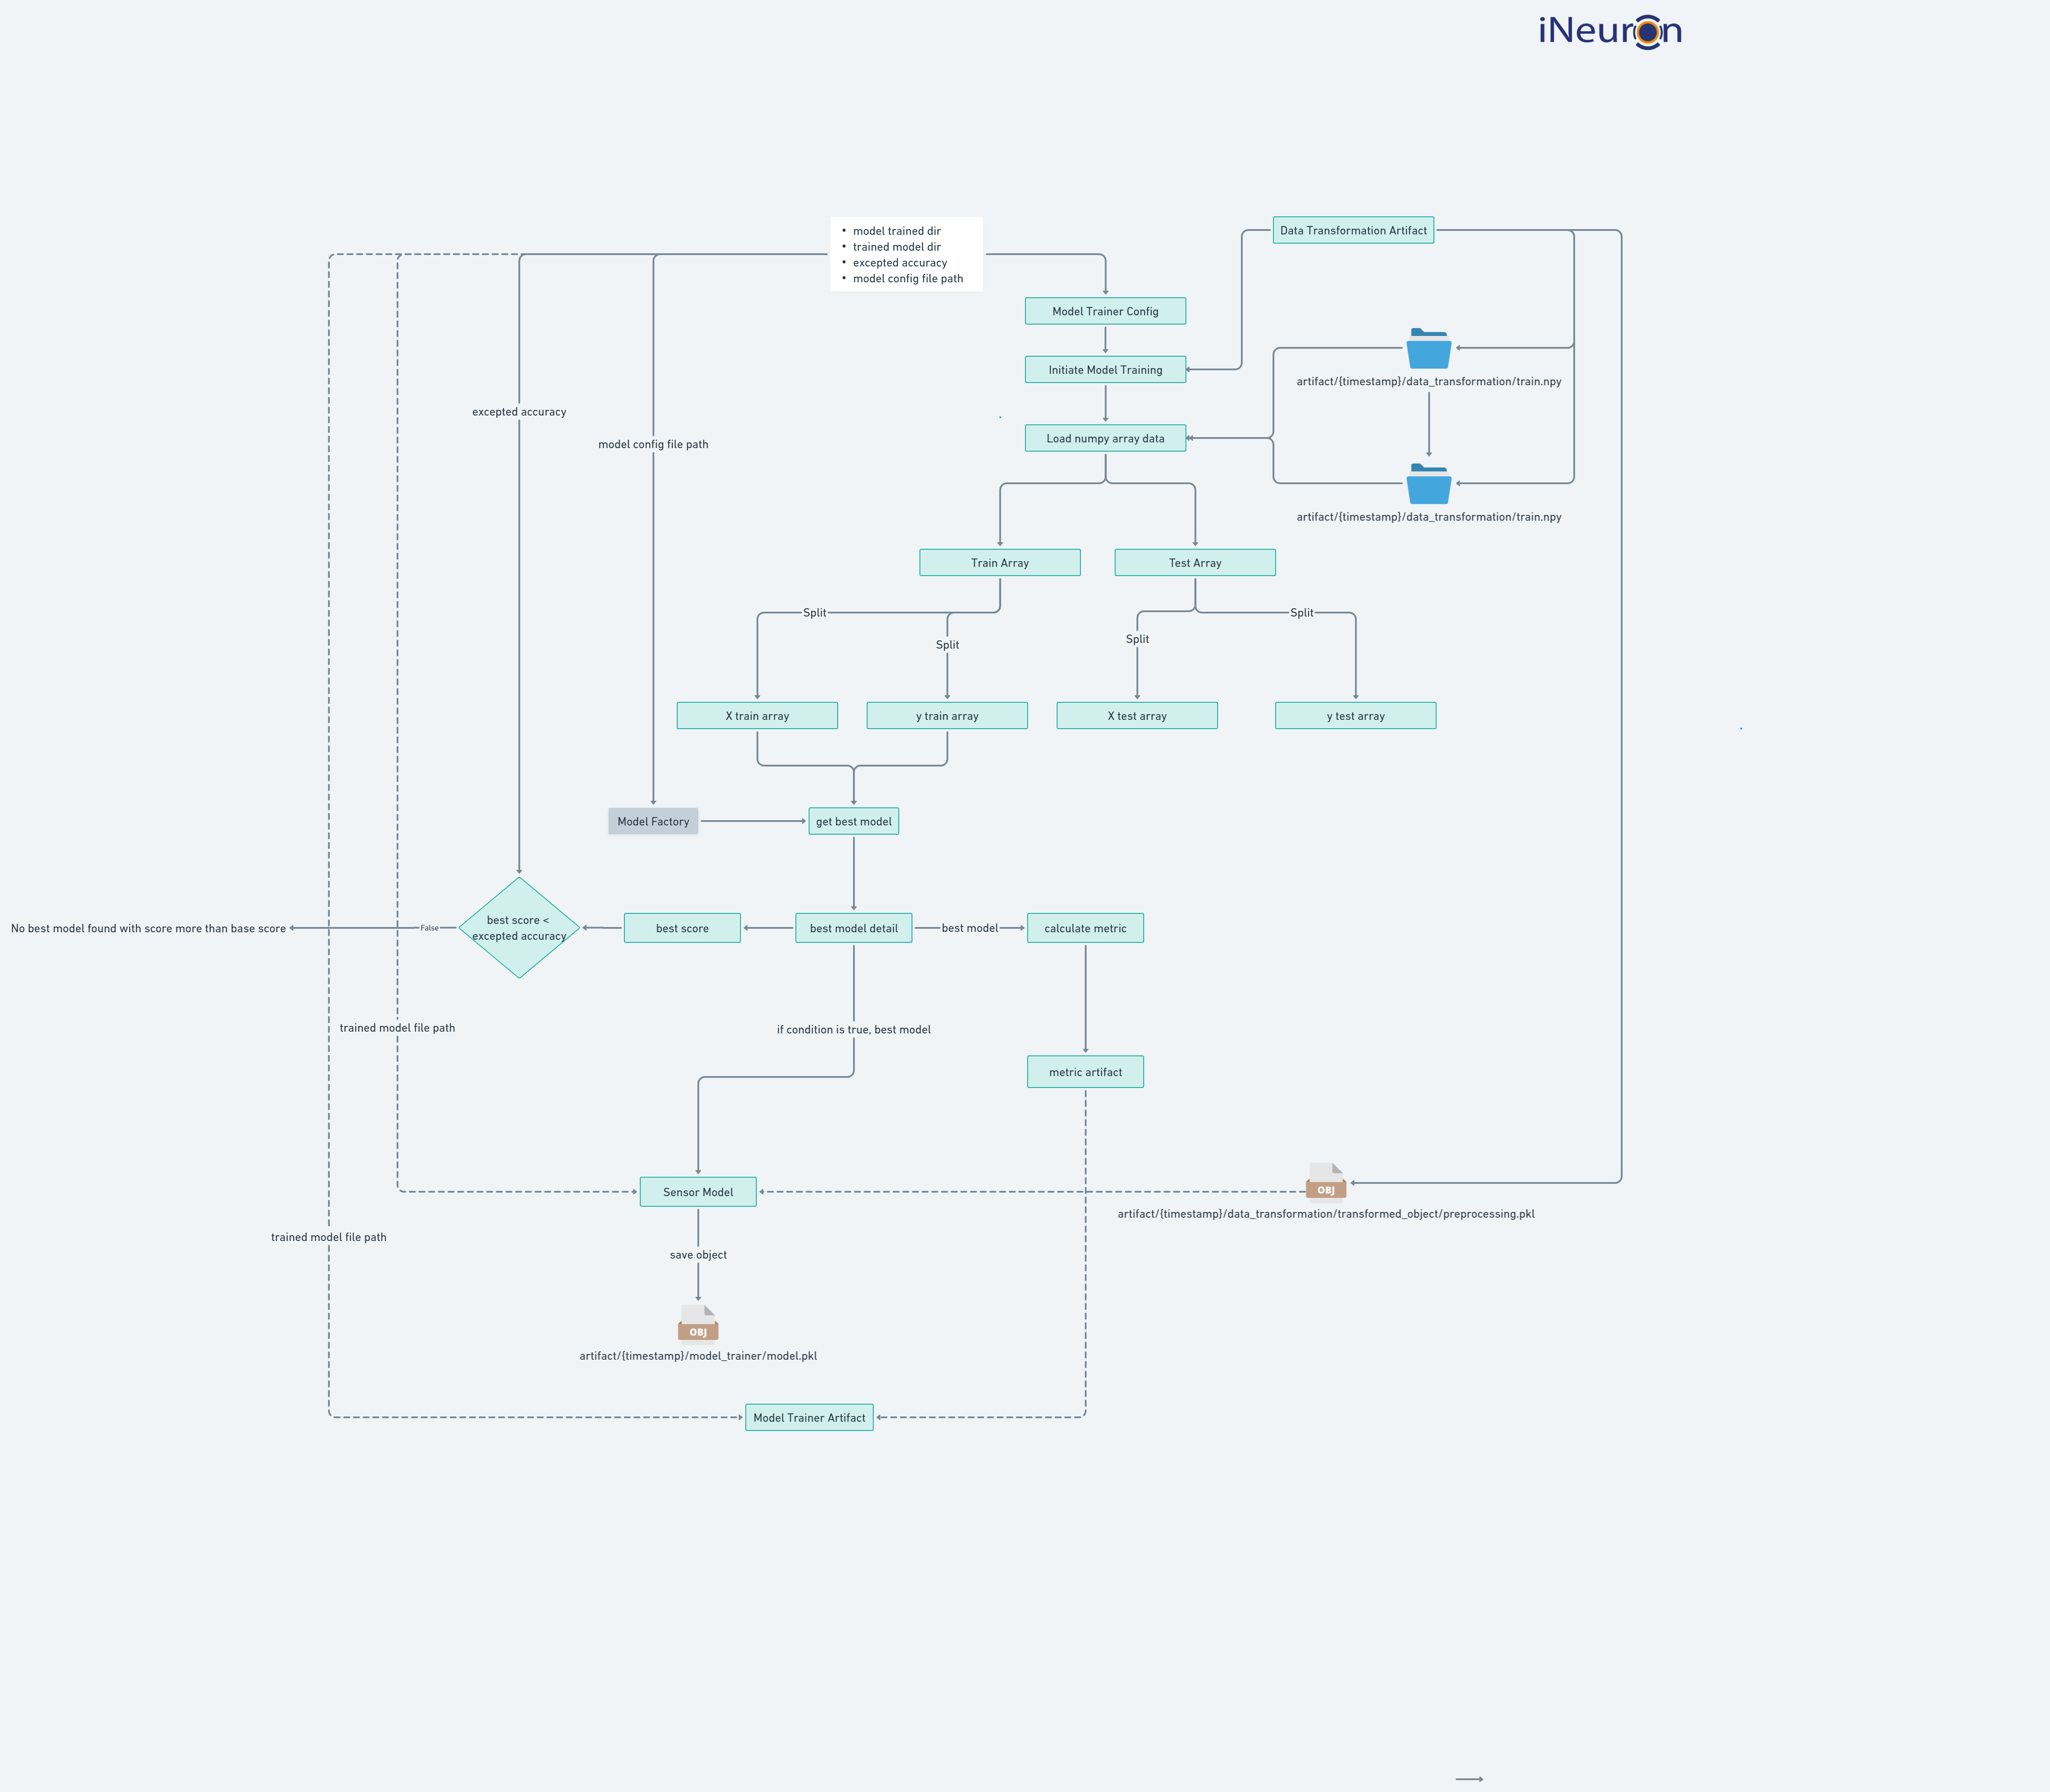 iNeuron
• model trained dir
• trained model dir
• excepted accuracy
• model config file path
Data Transformation Artifact
Model Trainer Config
Initiate Model Training
artifact/{timestamp}/data_transformation/train.npy
excepted accuracy
model config file path
Load numpy array data
artifact/{timestamp}/data_transformation/train.npy
Train Array
Test Array
Split
Split
Split
Split
X train array
y train array
X test array
y test array
Model Factory
get best model
No best model found with score more than base score
False
best score <
excepted accuracy
best score
best model detail
best model
calculate metric
trained model file path
if condition is true, best model
metric artifact
Sensor Model
OBJ
artifact/{timestamp}/data_transformation/transformed_object/preprocessing.pkl
trained model file path
save object
OBJ
artifact/{timestamp}/model_trainer/model.pkl
Model Trainer Artifact